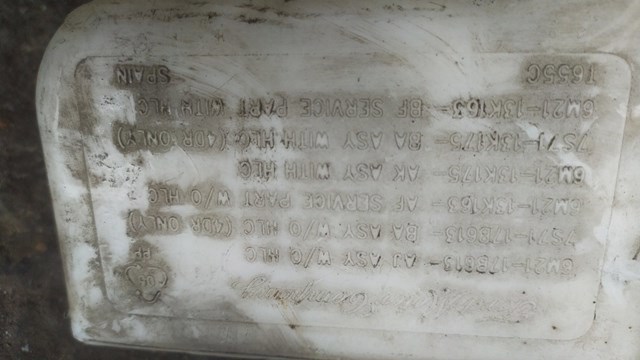 PP
6M21-17B613- AJ ASY W/O HLC
7S71-17B613- BA ASY W/O HLC (4DR ONLY)
6M21-13K163- AF SERVICE PART W/O HLC
6M21-13K175- AK ASY WITH HLC
7S71-13K175- BA ASY WITH HLC (4DR ONLY)
6M21-13K163- BF SERVICE PART WITH HLC
T655C SPAIN